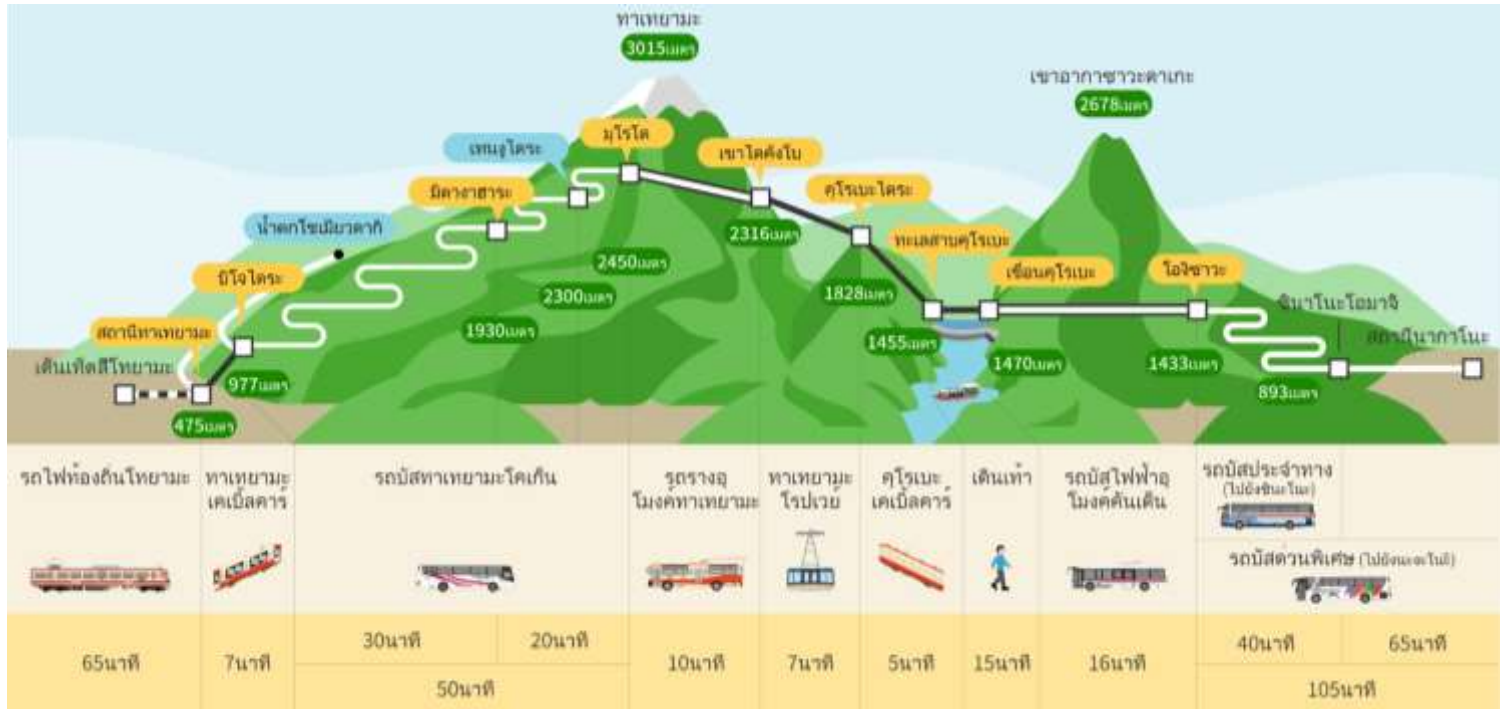 ทาเทยามะ
3015เมตร
เขาอากาซาวะดาเกะ
2678เมตร
มุโรโด
เทนงูไดระ
เขาไดคังโบ
มิดางาฮาระ
คุโรเบะไดระ
น้ำตกโชเมียวดากิ
2316เมตร
ทะเลสาบคุโรเบะ
2450เมตร
บิโจไดระ
เขื่อนคุโรเบะ
โองิซาวะ
2300เมตร
1828เมตร
ชินาโนะโอมาจิ
สถานีทาเทยามะ
1930เมตร
1455เมตร
สถานีนากาโนะ
เด็นเท็ตสึโทยามะ
977เมตร
1470เมตร
1433เมตร
893เมตร
475เมตร
รถไฟท้องถิ่นโทยามะ
ทาเทยามะ
เคเบิ้ลคาร์
รถบัสทาเทยามะโคเก็น
รถรางอุ
โมงค์ทาเทยามะ
ทาเทยามะ
โรปเวย์
คุโรเบะ
เคเบิ้ลคาร์
เดินเท้า
รถบัสไฟฟ้าอุ
โมงค์คันเด็น
รถบัสประจำทาง
(ไปยังชินะโนะ)
รถบัสด่วนพิเศษ
65นาที
7นาที
30นาที
20นาที
50นาที
10นาที
7นาที
5นาที
15นาที
16นาที
40นาที
65นาที
105นาที